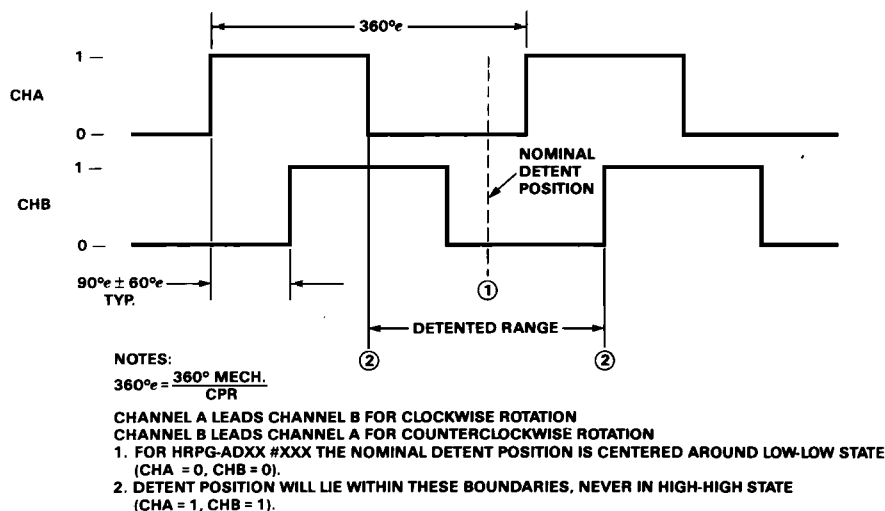 360°e
1 —
CHA
0 —
NOMINAL
DETENT
POSITION
1 —
CHB
0 —
90°e ± 60°e
TYP.
①
DETENTED RANGE
② ②
NOTES:
360°e = 360° MECH.
CPR
CHANNEL A LEADS CHANNEL B FOR CLOCKWISE ROTATION
CHANNEL B LEADS CHANNEL A FOR COUNTERCLOCKWISE ROTATION
1. FOR HRPG-ADXX #XXX THE NOMINAL DETENT POSITION IS CENTERED AROUND LOW-LOW STATE
(CHA = 0, CHB = 0).
2. DETENT POSITION WILL LIE WITHIN THESE BOUNDARIES, NEVER IN HIGH-HIGH STATE
(CHA = 1, CHB = 1).